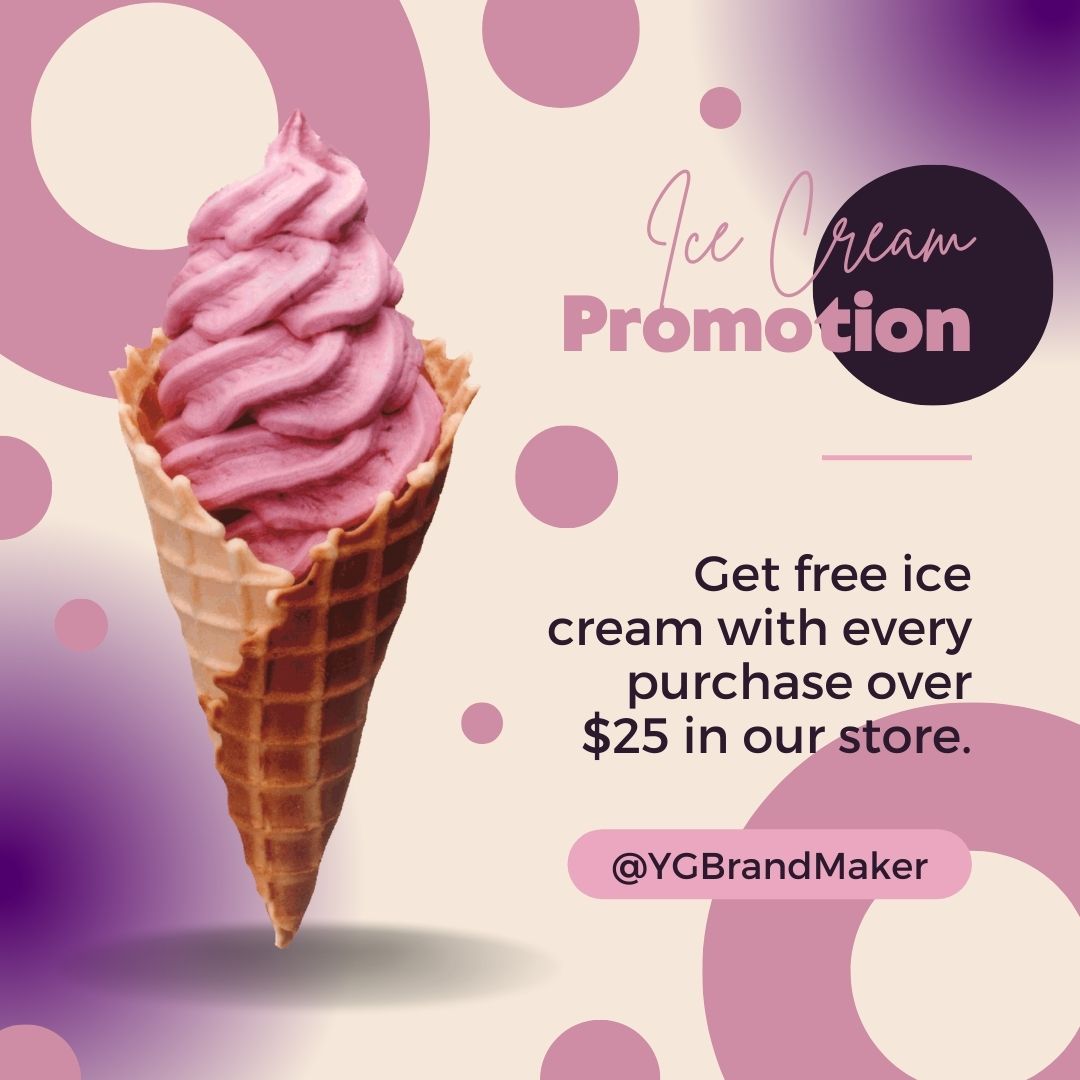 Ice Cream
Promotion
Get free ice
cream with every
purchase over
$25 in our store.
@YGBrandMaker